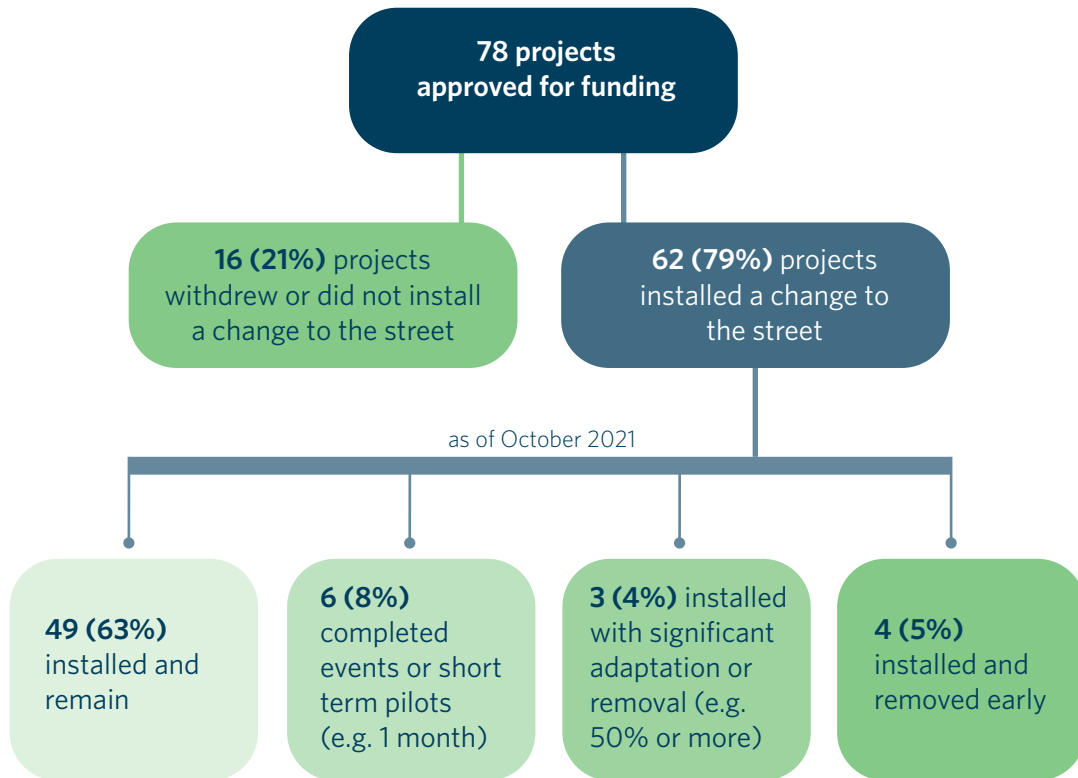 78 projects
approved for funding
16 (21%) projects
withdrew or did not install
a change to the street
62 (79%) projects
installed a change to
the street
as of October 2021
49 (63%)
installed and
remain
6 (8%)
completed
events or short
term pilots
(e.g. 1 month)
3 (4%) installed
with significant
adaptation or
removal (e.g.
50% or more)
4 (5%)
installed and
removed early